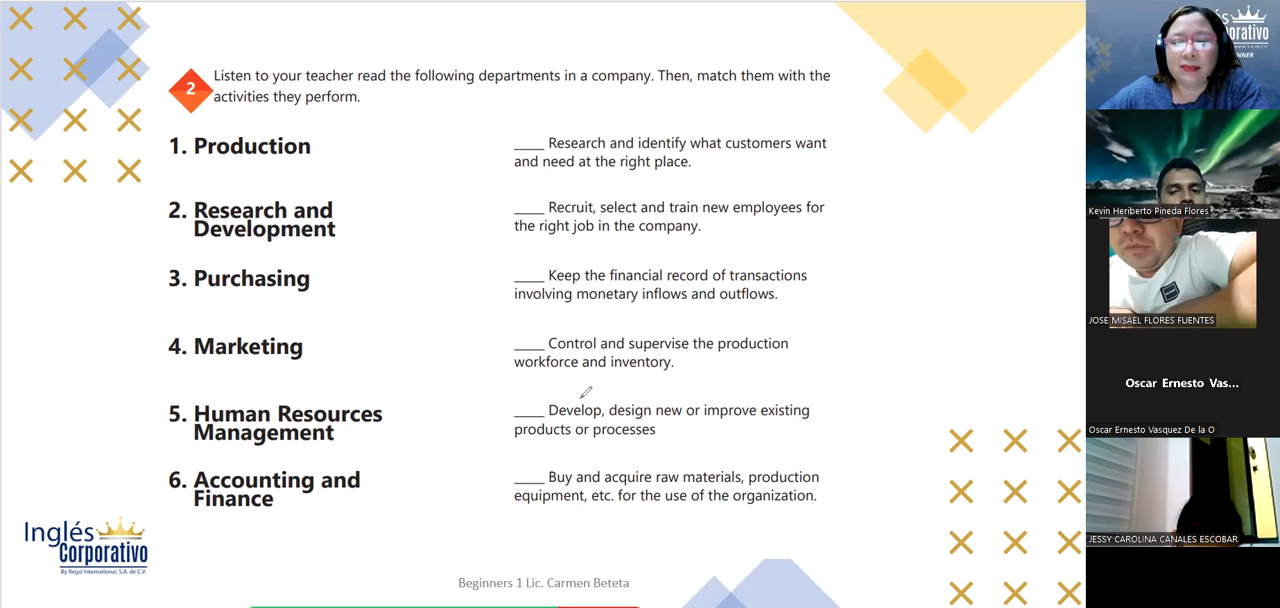 2
Listen to your teacher read the following departments in a company. Then, match them with the
activities they perform.
1. Production
____ Research and identify what customers want
and need at the right place.
2. Research and
Development
____ Recruit, select and train new employees for
the right job in the company.
3. Purchasing
____ Keep the financial record of transactions
involving monetary inflows and outflows.
4. Marketing
____ Control and supervise the production
workforce and inventory.
5. Human Resources
Management
____ Develop, design new or improve existing
products or processes
6. Accounting and
Finance
____ Buy and acquire raw materials, production
equipment, etc. for the use of the organization.
Inglés
Corporativo
By Regal International, S.A. de C.V.
Beginners 1 Lic. Carmen Beteta
Kevin Heriberto Pineda Flores
JOSE MISAEL FLORES FUENTES
Oscar Ernesto Vas...
Oscar Ernesto Vasquez De la O
JESSY CAROLINA CANALES ESCOBAR